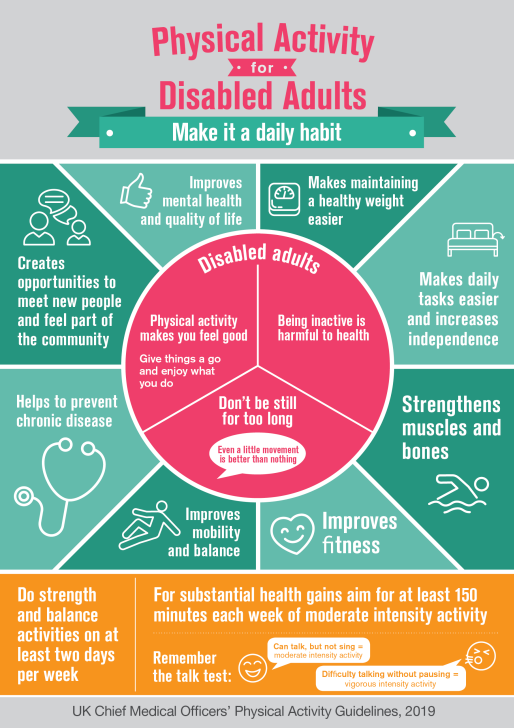 Physical Activity
for
Disabled Adults
Make it a daily habit
Improves
mental health
and quality of life
Makes maintaining
a healthy weight
easier
Creates
opportunities to
meet new people
and feel part of
the community
Makes daily
tasks easier
and increases
independence
Disabled adults
Physical activity
makes you feel good
Give things a go
and enjoy what
you do
Being inactive is
harmful to health
Don't be still
for too long
Even a little movement
is better than nothing
Helps to prevent
chronic disease
Strengthens
muscles and
bones
Improves
mobility
and balance
Improves
fitness
Do strength
and balance
activities on at
least two days
per week
For substantial health gains aim for at least 150
minutes each week of moderate intensity activity
Remember
the talk test:
Can talk, but not sing =
moderate intensity activity
Difficulty talking without pausing =
vigorous intensity activity
UK Chief Medical Officers' Physical Activity Guidelines, 2019